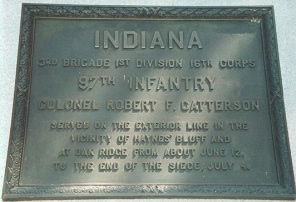 INDIANA
3RD BRIGADE 1ST DIVISION 16TH CORPS
97TH INFANTRY
COLONEL ROBERT F. CATTERSON
SERVED ON THE EXTERIOR LINE IN THE
VICINITY OF HAYNES' BLUFF AND
AT OAK RIDGE FROM ABOUT JUNE 12,
TO THE END OF THE SIEGE, JULY 4.